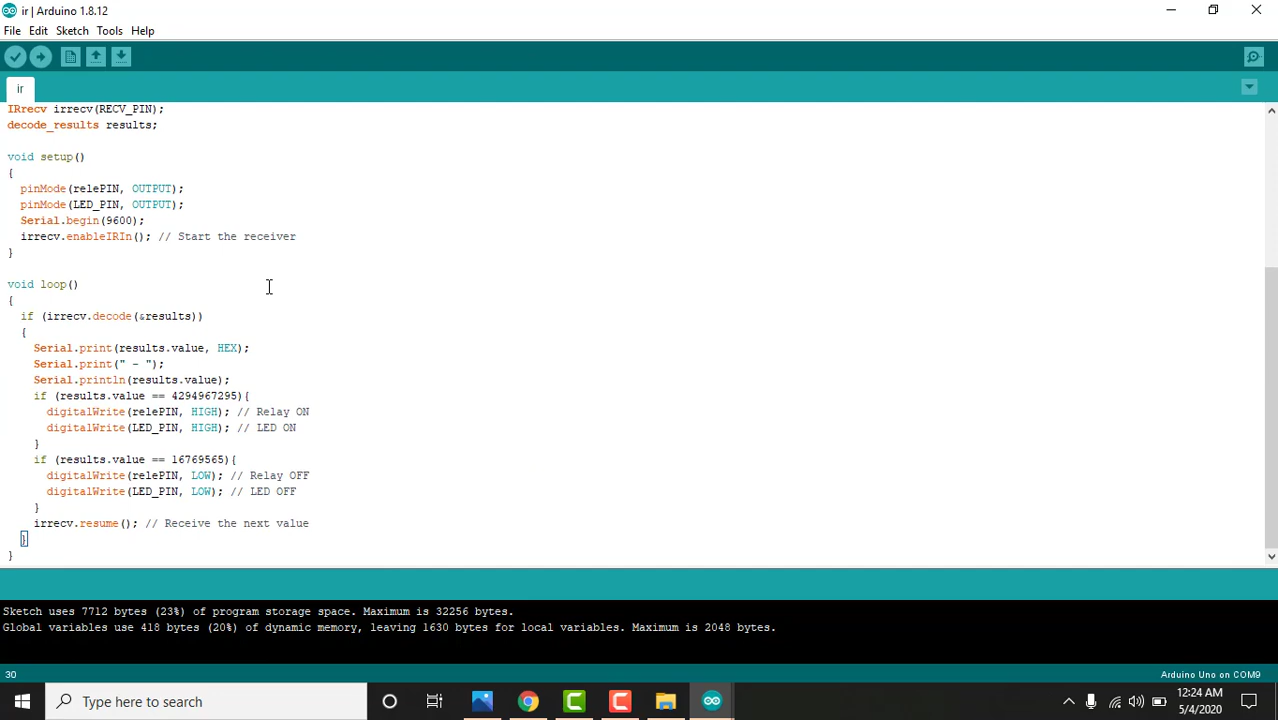 ir | Arduino 1.8.12
File Edit Sketch Tools Help
ir
IRrecv irrecv(RECV_PIN);
decode_results results;
void setup()
{
pinMode(relePIN, OUTPUT);
pinMode(LED_PIN, OUTPUT);
Serial.begin(9600);
irrecv.enableIRIn(); // Start the receiver
}
void loop()
{
if (irrecv.decode(&results))
{
Serial.print(results.value, HEX);
Serial.print(" - ");
Serial.println(results.value);
if (results.value == 4294967295){
digitalWrite(relePIN, HIGH); // Relay ON
digitalWrite(LED_PIN, HIGH); // LED ON
}
if (results.value == 16769565){
digitalWrite(relePIN, LOW); // Relay OFF
digitalWrite(LED_PIN, LOW); // LED OFF
}
irrecv.resume(); // Receive the next value
}
}
Sketch uses 7712 bytes (23%) of program storage space. Maximum is 32256 bytes.
Global variables use 418 bytes (20%) of dynamic memory, leaving 1630 bytes for local variables. Maximum is 2048 bytes.
30 Arduino Uno on COM9
Type here to search
12:24 AM
5/4/2020